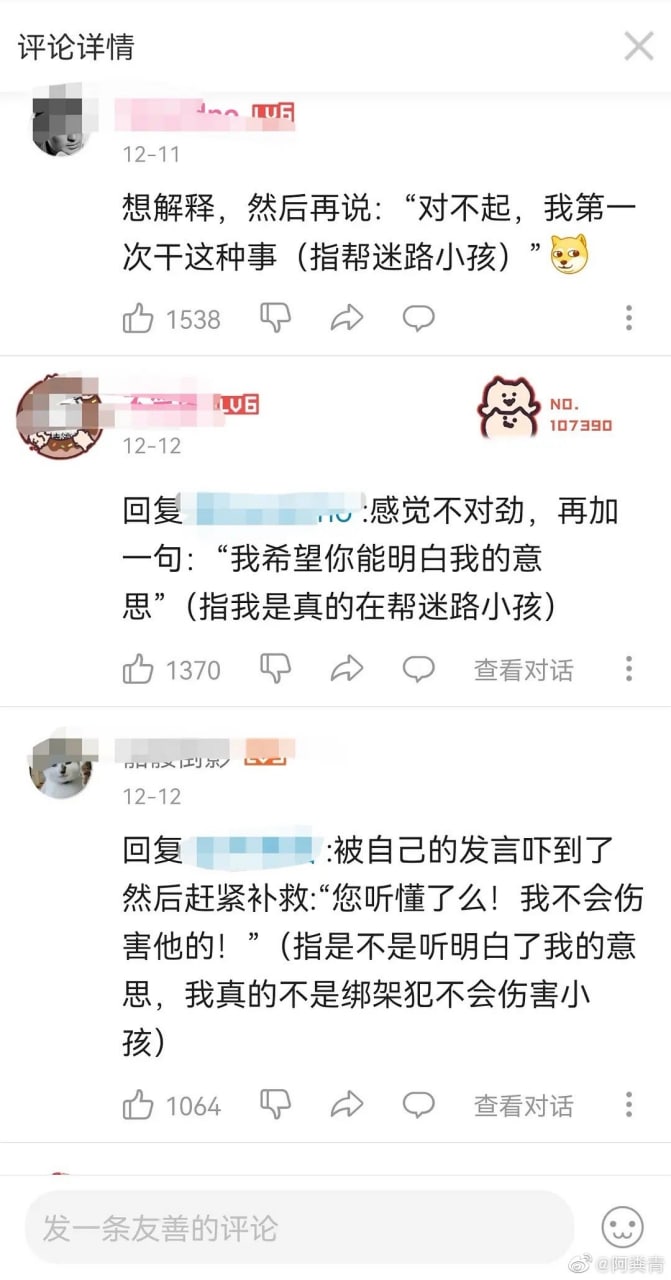 评论详情
LV6
12-11
想解释，然后再说：“对不起，我第一
次干这种事（指帮迷路小孩）”
1538
LV6
NO.
107390
12-12
回复 :感觉不对劲，再加
一句：“我希望你能明白我的意
思”（指我是真的在帮迷路小孩）
1370
查看对话
12-12
回复 :被自己的发言吓到了
然后赶紧补救:“您听懂了么！我不会伤
害他的！”（指是不是听明白了我的意
思，我真的不是绑架犯不会伤害小
孩）
1064
查看对话
发一条友善的评论
@阿粪青